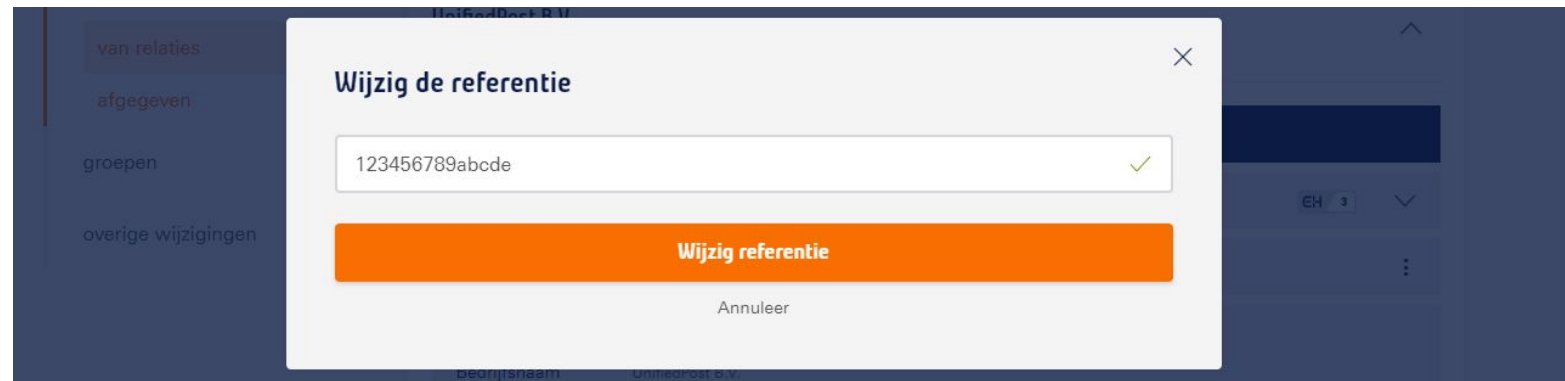 UnifiedPost B.V.
van relaties
Wijzig de referentie
afgegeven
123456789abcde
groepen
EH 3
overige wijzigingen
Wijzig referentie
Annuleer
Bedrijfsnaam UnifiedPost B.V.